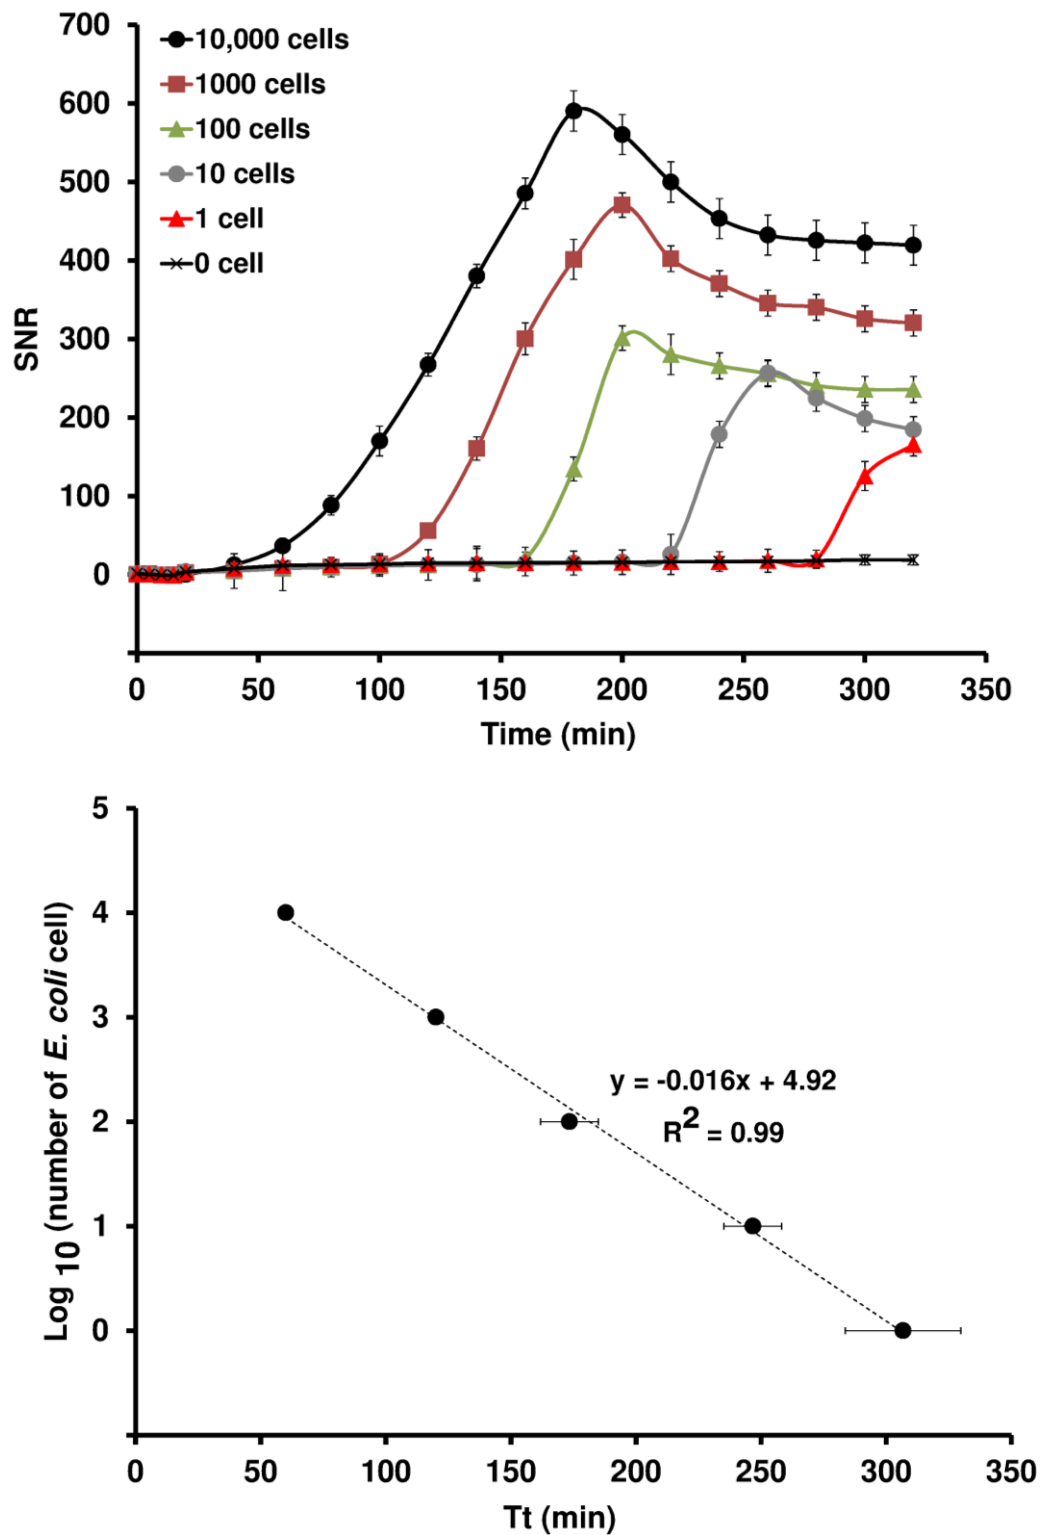 700
600
500
400
300
200
100
0
SNR
10,000 cells
1000 cells
100 cells
10 cells
1 cell
0 cell
0 50 100 150 200 250 300 350
Time (min)
5
4
3
2
1
0
Log 10 (number of E. coli cell)
y = -0.016x + 4.92
R2 = 0.99
0 50 100 150 200 250 300 350
Tt (min)